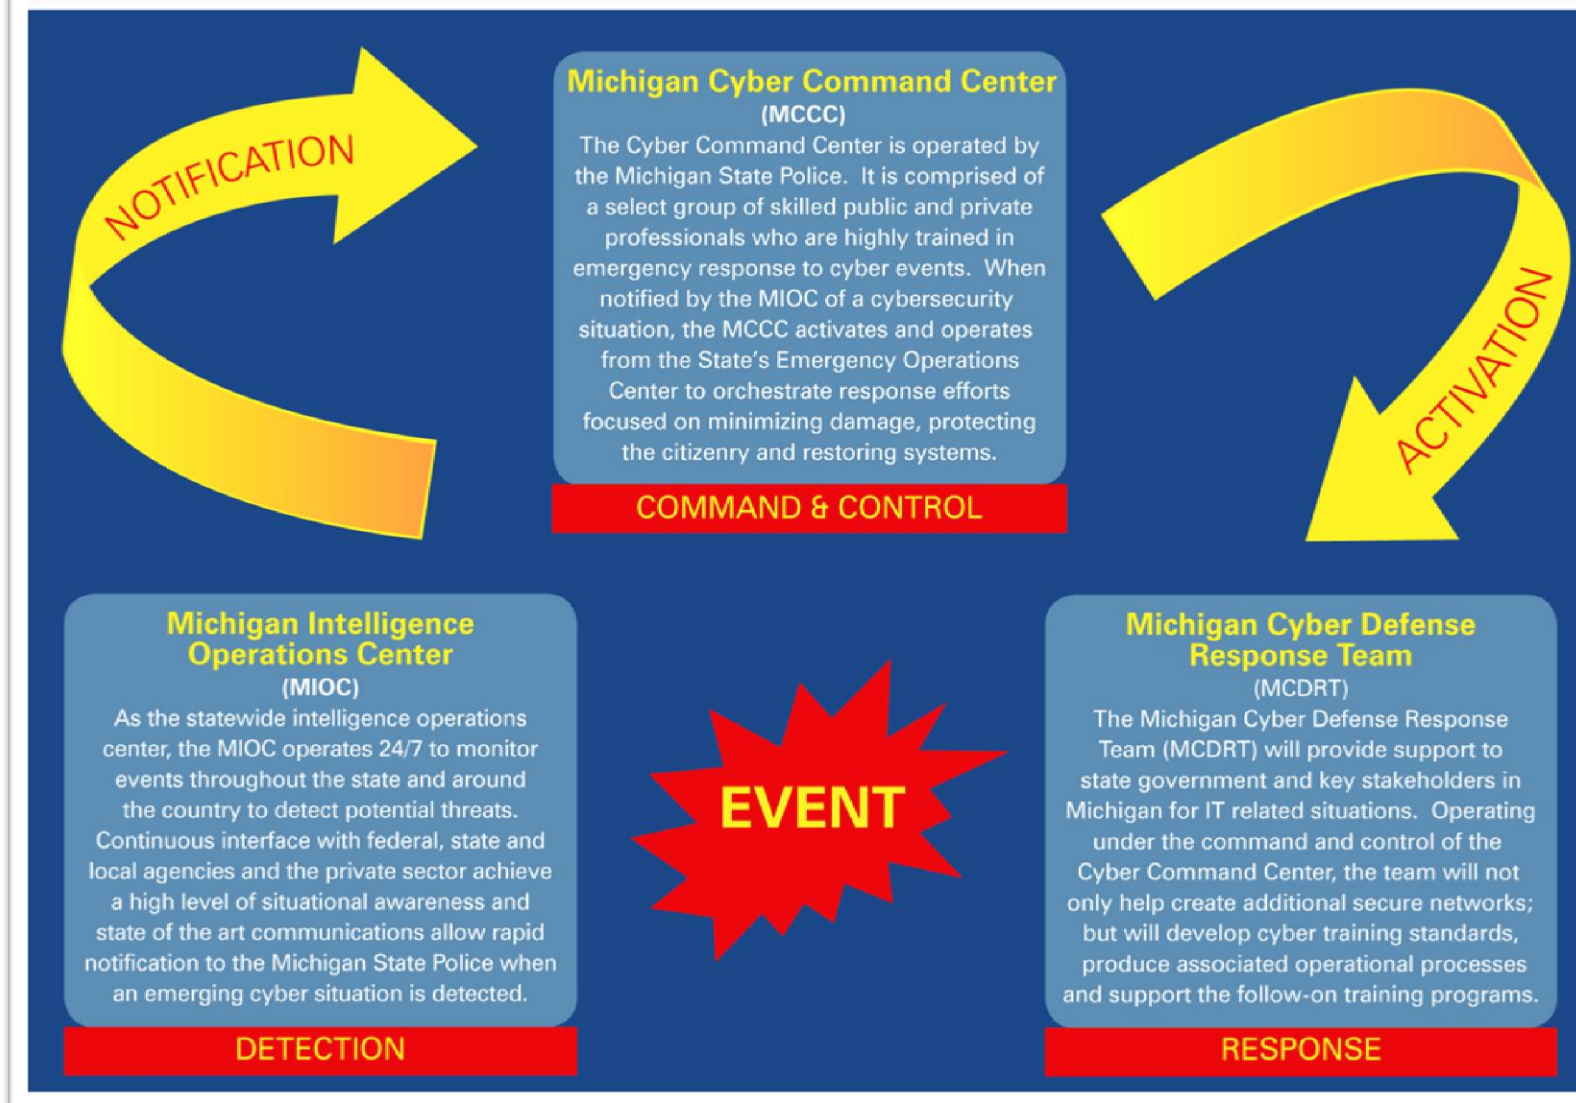 NOTIFICATION
Michigan Cyber Command Center
(MCCC)
The Cyber Command Center is operated by
the Michigan State Police. It is comprised of
a select group of skilled public and private
professionals who are highly trained in
emergency response to cyber events. When
notified by the MIOC of a cybersecurity
situation, the MCCC activates and operates
from the State's Emergency Operations
Center to orchestrate response efforts
focused on minimizing damage, protecting
the citizenry and restoring systems.
COMMAND & CONTROL
ACTIVATION
Michigan Intelligence
Operations Center
(MIOC)
As the statewide intelligence operations
center, the MIOC operates 24/7 to monitor
events throughout the state and around
the country to detect potential threats.
Continuous interface with federal, state and
local agencies and the private sector achieve
a high level of situational awareness and
state of the art communications allow rapid
notification to the Michigan State Police when
an emerging cyber situation is detected.
DETECTION
EVENT
Michigan Cyber Defense
Response Team
(MCDRT)
The Michigan Cyber Defense Response
Team (MCDRT) will provide support to
state government and key stakeholders in
Michigan for IT related situations. Operating
under the command and control of the
Cyber Command Center, the team will not
only help create additional secure networks;
but will develop cyber training standards,
produce associated operational processes
and support the follow-on training programs.
RESPONSE